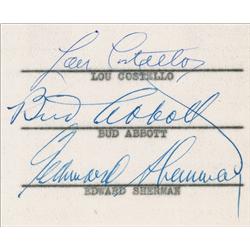 Lou Costello
LOU COSTELLO
Bud Abbott
BUD ABBOTT
Edward Sherman
EDWARD SHERMAN